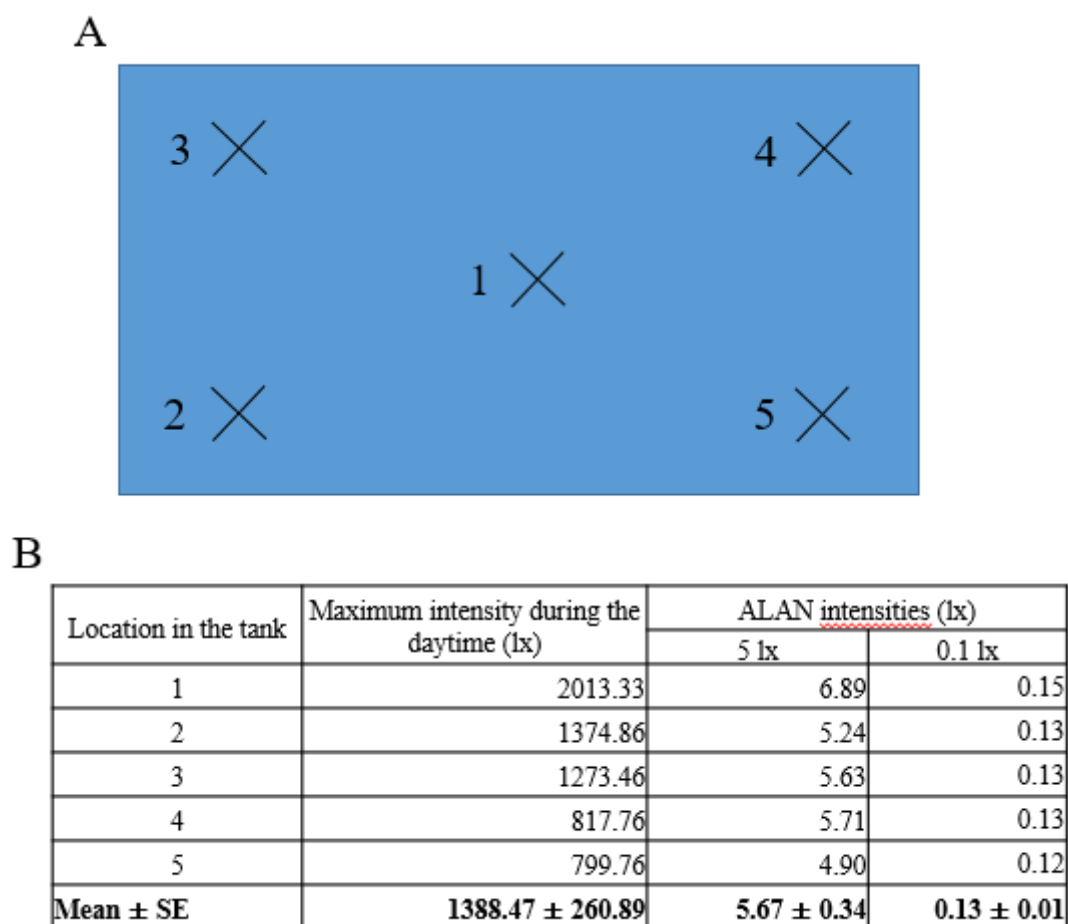 A
3
4
1
2
5
B
Location in the tank
Maximum intensity during the
daytime (lx)
ALAN intensities (lx)
5 lx 0.1 lx
1 2013.33 6.89 0.15
2 1374.86 5.24 0.13
3 1273.46 5.63 0.13
4 817.76 5.71 0.13
5 799.76 4.90 0.12
Mean ± SE 1388.47 ± 260.89 5.67 ± 0.34 0.13 ± 0.01